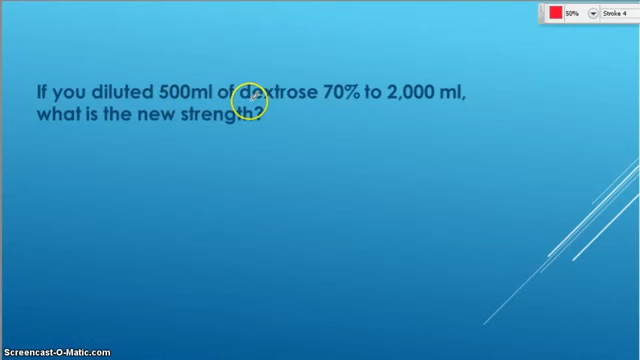 50%
Stroke 4
If you diluted 500ml of dextrose 70% to 2,000 ml,
what is the new strength?
Screencast-O-Matic.com